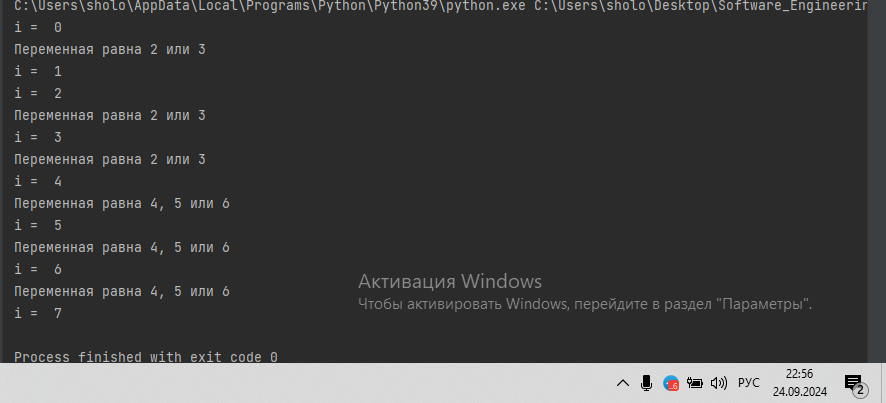 C:\Users\sholo\AppData\Local\Programs\Python\Python39\python.exe C:\Users\sholo\Desktop\Software_Engineerin
i =  0
Переменная равна 2 или 3
i =  1
i =  2
Переменная равна 2 или 3
i =  3
Переменная равна 2 или 3
i =  4
Переменная равна 4, 5 или 6
i =  5
Переменная равна 4, 5 или 6
i =  6
Переменная равна 4, 5 или 6
i =  7
Активация Windows
Чтобы активировать Windows, перейдите в раздел "Параметры".
Process finished with exit code 0
..6
РУС
22:56
24.09.2024
2